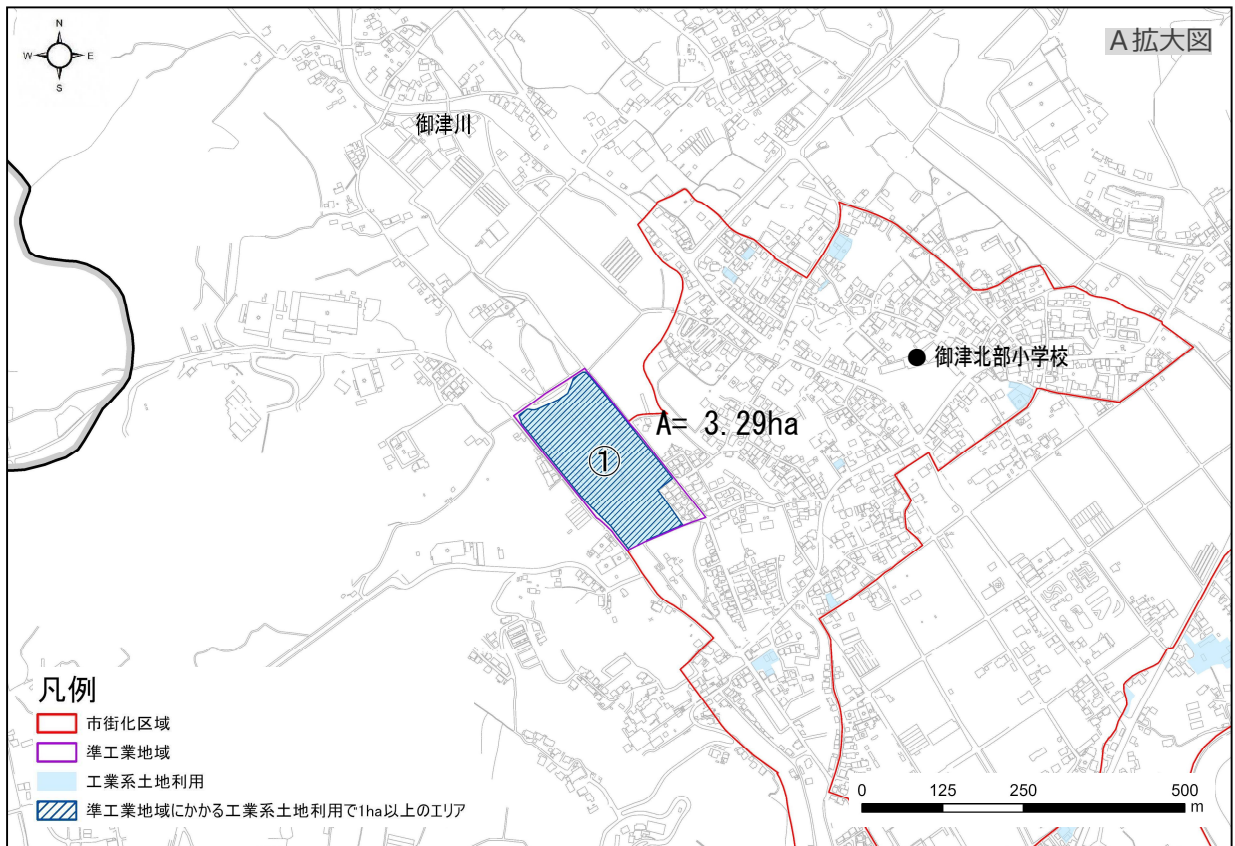 N
W E
S
A拡大図
御津川
御津北部小学校
A= 3.29ha
①
凡例
市街化区域
準工業地域
工業系土地利用
準工業地域にかかる工業系土地利用で1ha以上のエリア
0 125 250 500
m